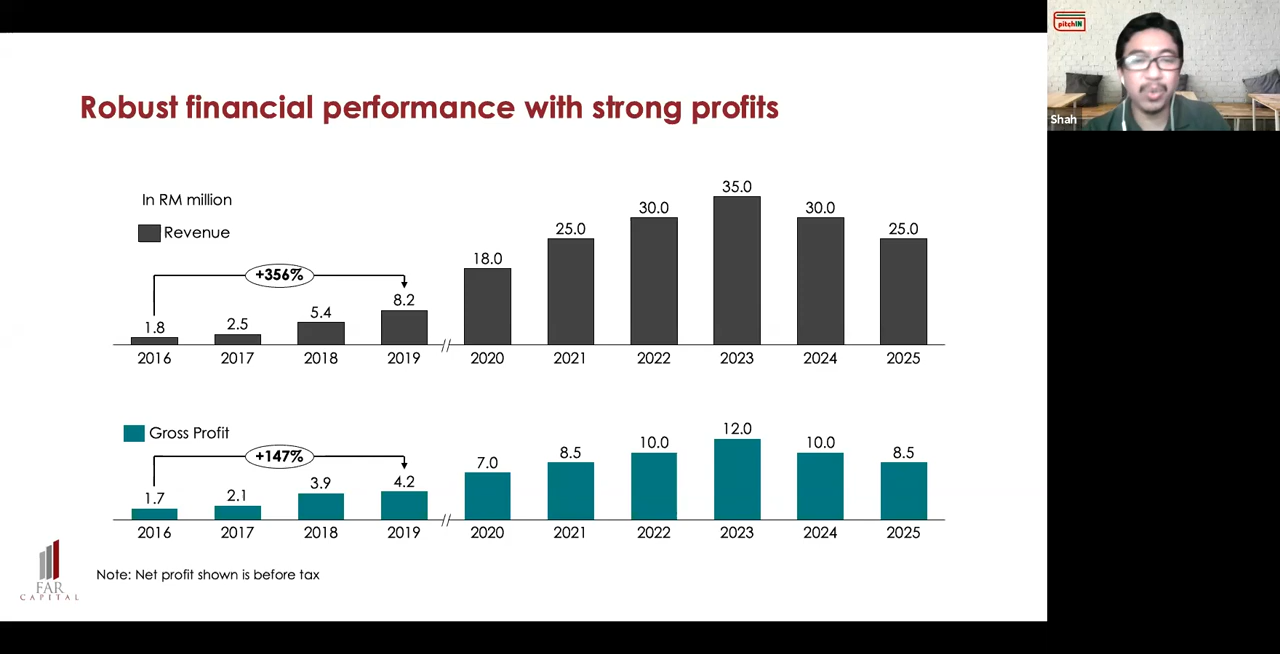 Robust financial performance with strong profits
In RM million
Revenue
+356%
1.8 2.5 5.4 8.2 18.0 25.0 30.0 35.0 30.0 25.0
2016 2017 2018 2019 // 2020 2021 2022 2023 2024 2025
Gross Profit
+147%
1.7 2.1 3.9 4.2 7.0 8.5 10.0 12.0 10.0 8.5
2016 2017 2018 2019 // 2020 2021 2022 2023 2024 2025
Note: Net profit shown is before tax
FAR
CAPITAL
pitchIN
Shah